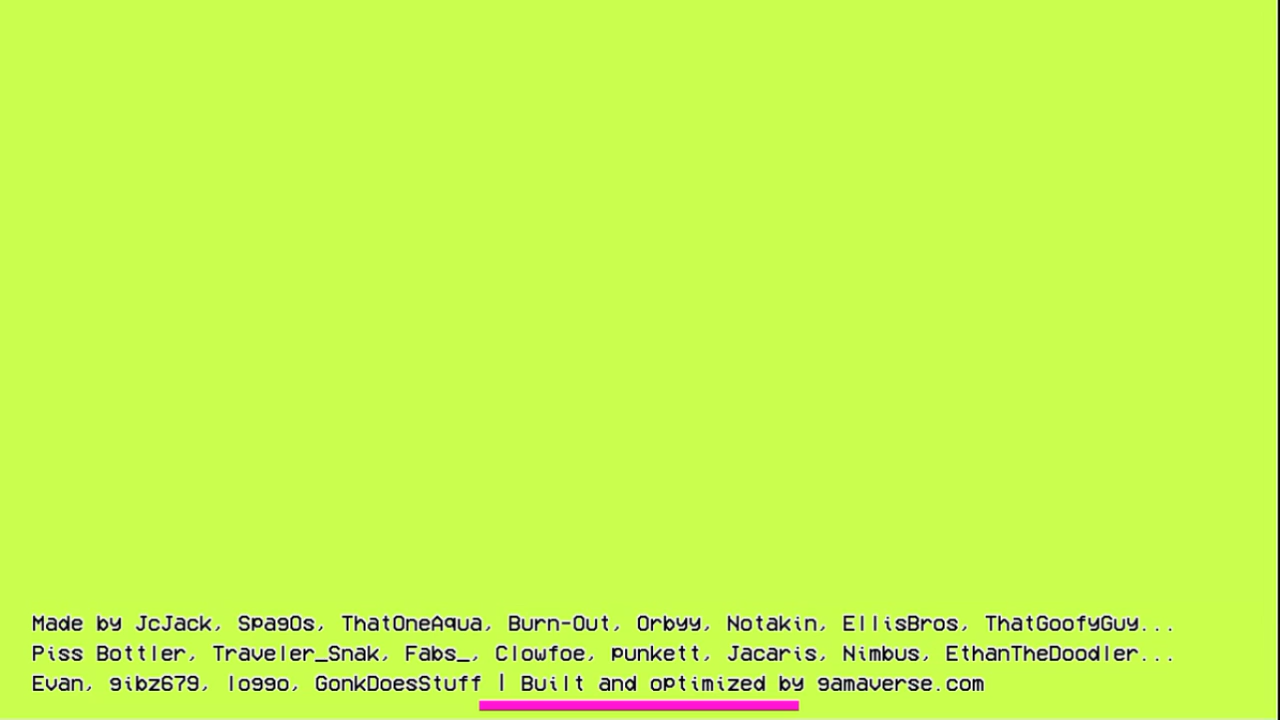 Made by JcJack, SpagOs, ThatOneAqua, Burn-Out, Orbyy, Notakin, EllisBros, ThatGoofyGuy...
Piss Bottler, Traveler_Snak, Fabs_, Clowfoe, punkett, Jacaris, Nimbus, EthanTheDoodler...
Evan, gibz679, loggo, GonkDoesStuff | Built and optimized by gamaverse.com